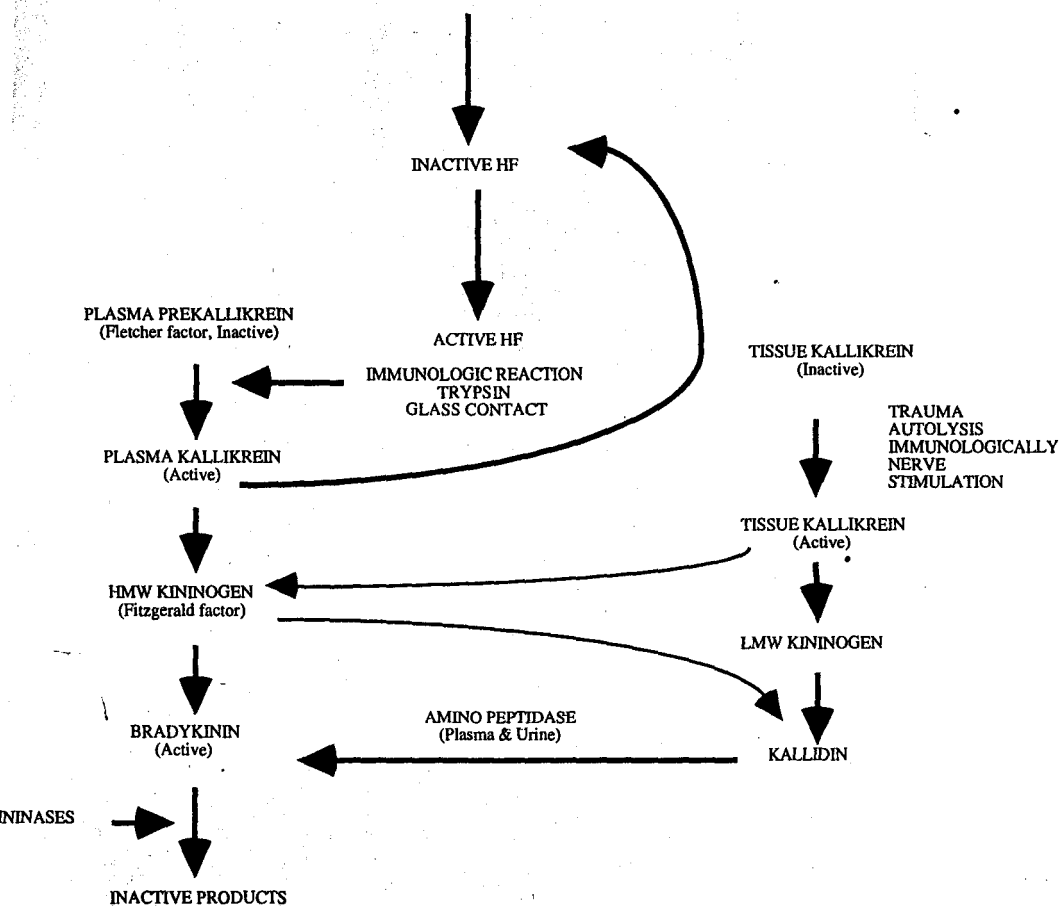 INACTIVE HF
PLASMA PREKALLIKREIN
(Fletcher factor, Inactive)
ACTIVE HF
IMMUNOLOGIC REACTION
TRYPSIN
GLASS CONTACT
TISSUE KALLIKREIN
(Inactive)
TRAUMA
AUTOLYSIS
IMMUNOLOGICALLY
NERVE
STIMULATION
PLASMA KALLIKREIN
(Active)
TISSUE KALLIKREIN
(Active)
HMW KININOGEN
(Fitzgerald factor)
LMW KININOGEN
BRADYKININ
(Active)
AMINO PEPTIDASE
(Plasma & Urine)
KALLIDIN
ININASES
INACTIVE PRODUCTS